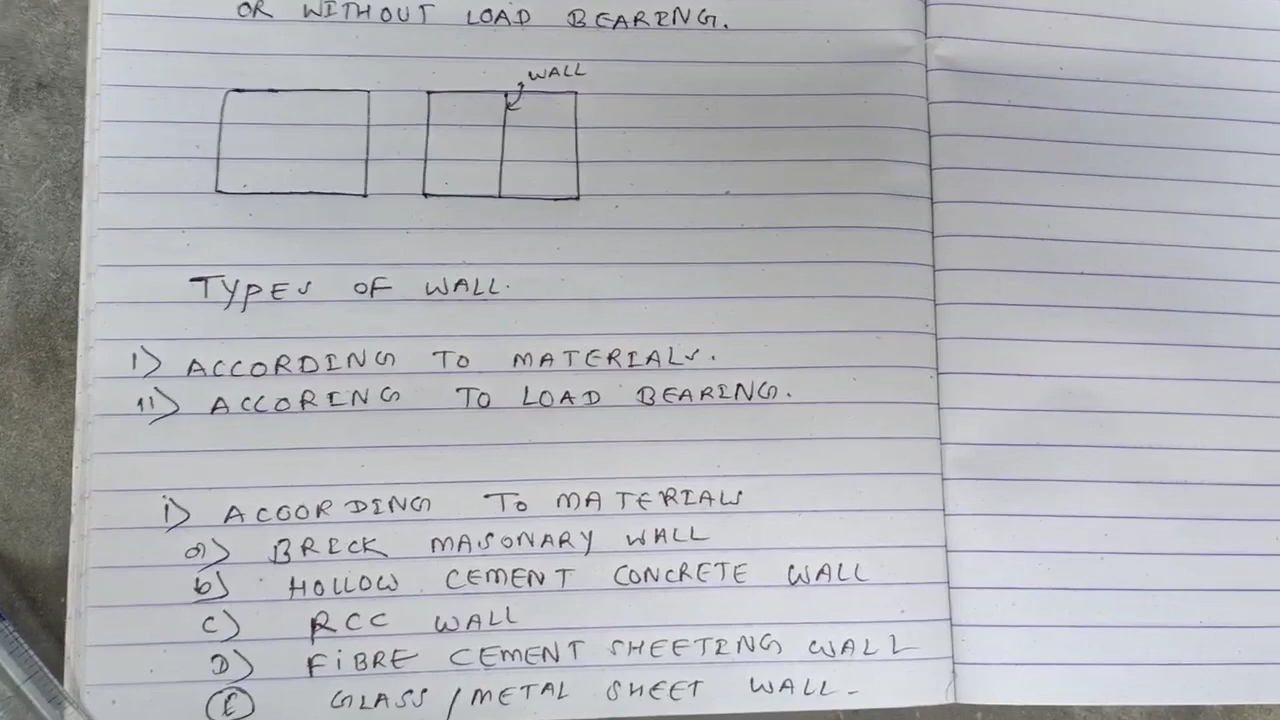 OR WITHOUT LOAD BEARING.
WALL
TYPES OF WALL.
I) ACCORDING TO MATERIALS.
II) ACCORING TO LOAD BEARING.
i) ACCORDING TO MATERIALS
a) BRICK MASONARY WALL
b) HOLLOW CEMENT CONCRETE WALL
C) RCC WALL
D) FIBRE CEMENT SHEETING WALL
E GLASS/METAL SHEET WALL-